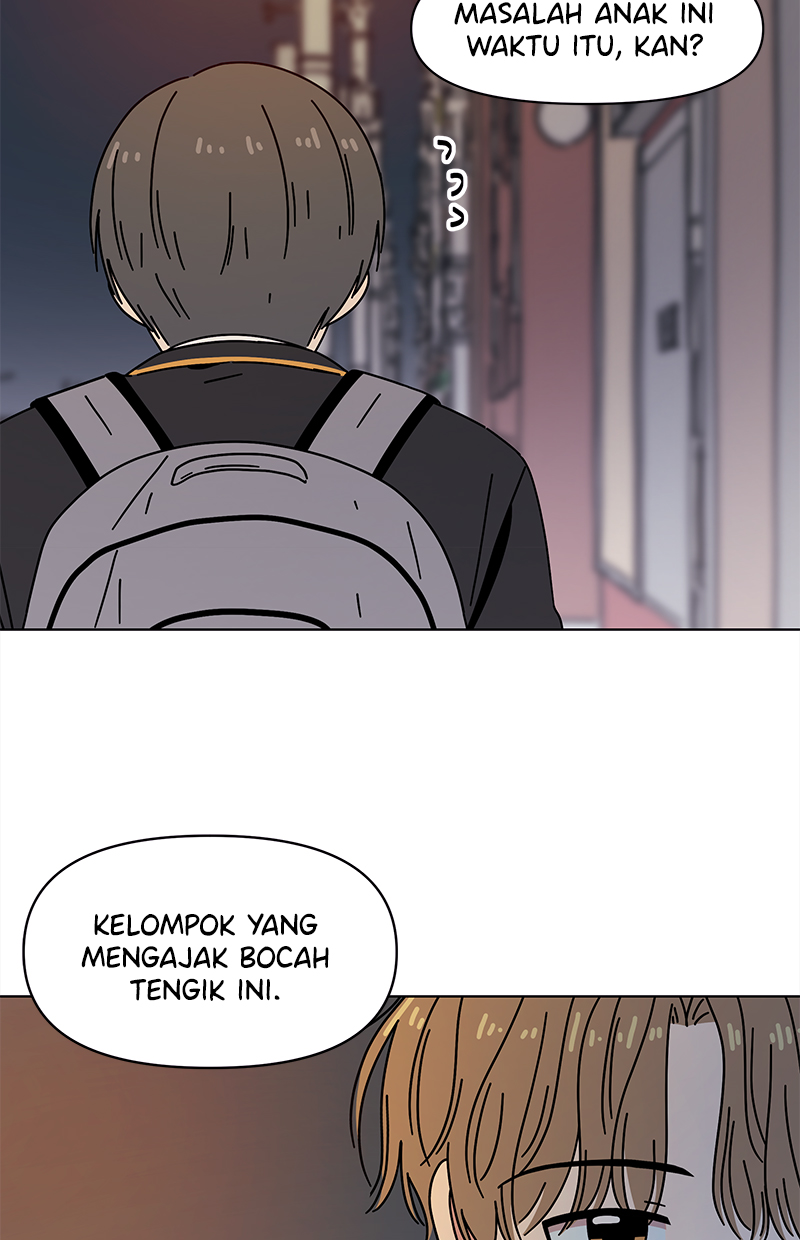 MASALAH ANAK INI
WAKTU ITU, KAN?
KELOMPOK YANG
MENGAJAK BOCAH
TENGIK INI.